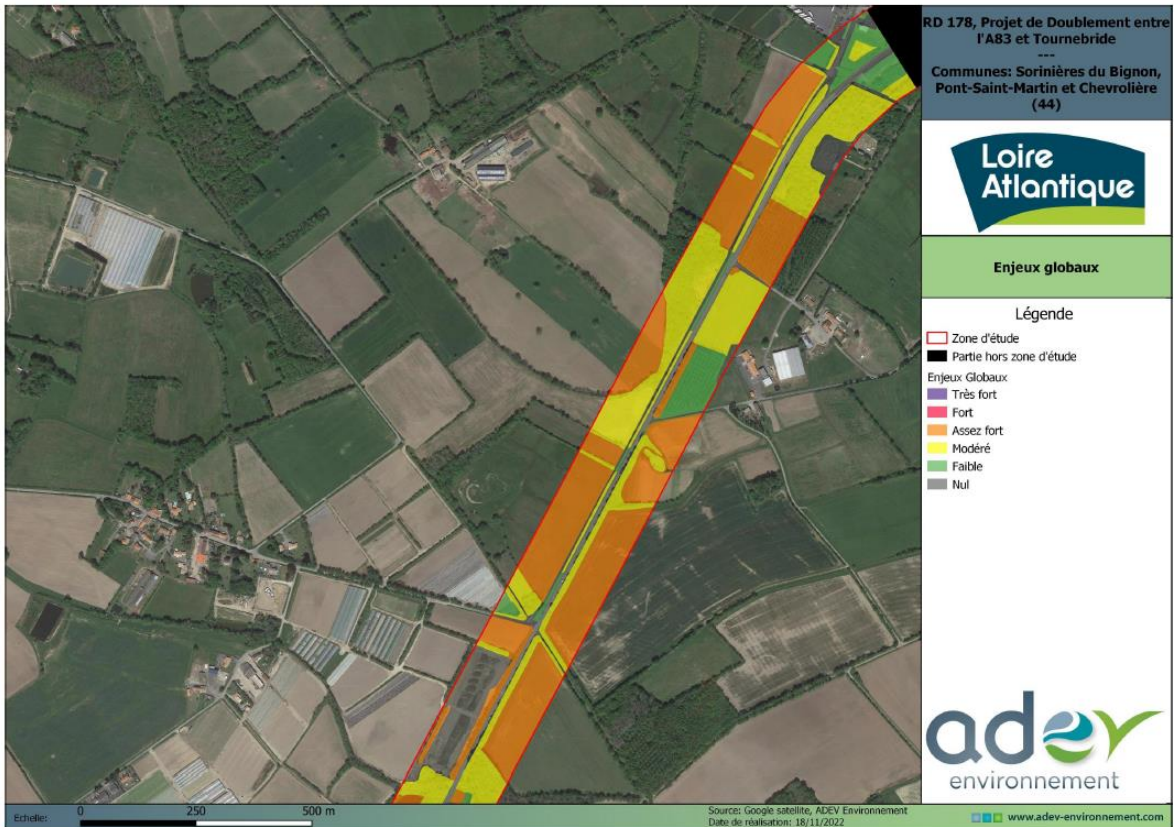 RD 178, Projet de Doublement entre
l'A83 et Tournebride
---
Communes: Sorinières du Bignon,
Pont-Saint-Martin et Chevrolière
(44)
Loire
Atlantique
Enjeux globaux
Légende
Zone d'étude
Partie hors zone d'étude
Enjeux Globaux
Très fort
Fort
Assez fort
Modéré
Faible
Nul
adev
environnement
Echelle: 0 250 500 m
Source: Google satellite, ADEV Environnement
Date de réalisation: 18/11/2022
www.adev-environnement.com